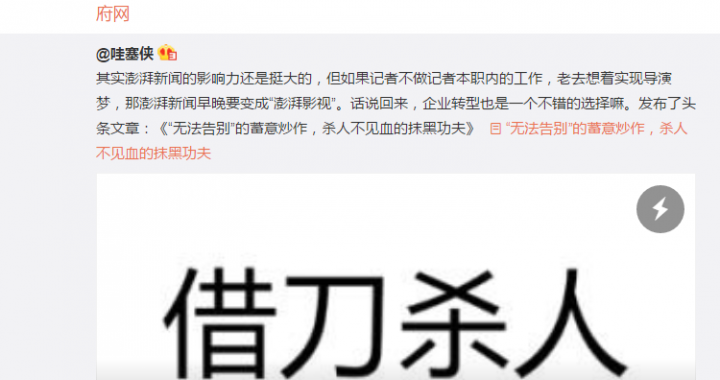 府网
@哇塞侠
其实澎湃新闻的影响力还是挺大的，但如果记者不做记者本职内的工作，老去想着实现导演
梦，那澎湃新闻早晚要变成“澎湃影视”。话说回来，企业转型也是一个不错的选择嘛。发布了头
条文章：《“无法告别”的蓄意炒作，杀人不见血的抹黑功夫》 “无法告别”的蓄意炒作，杀人
不见血的抹黑功夫
借刀杀人